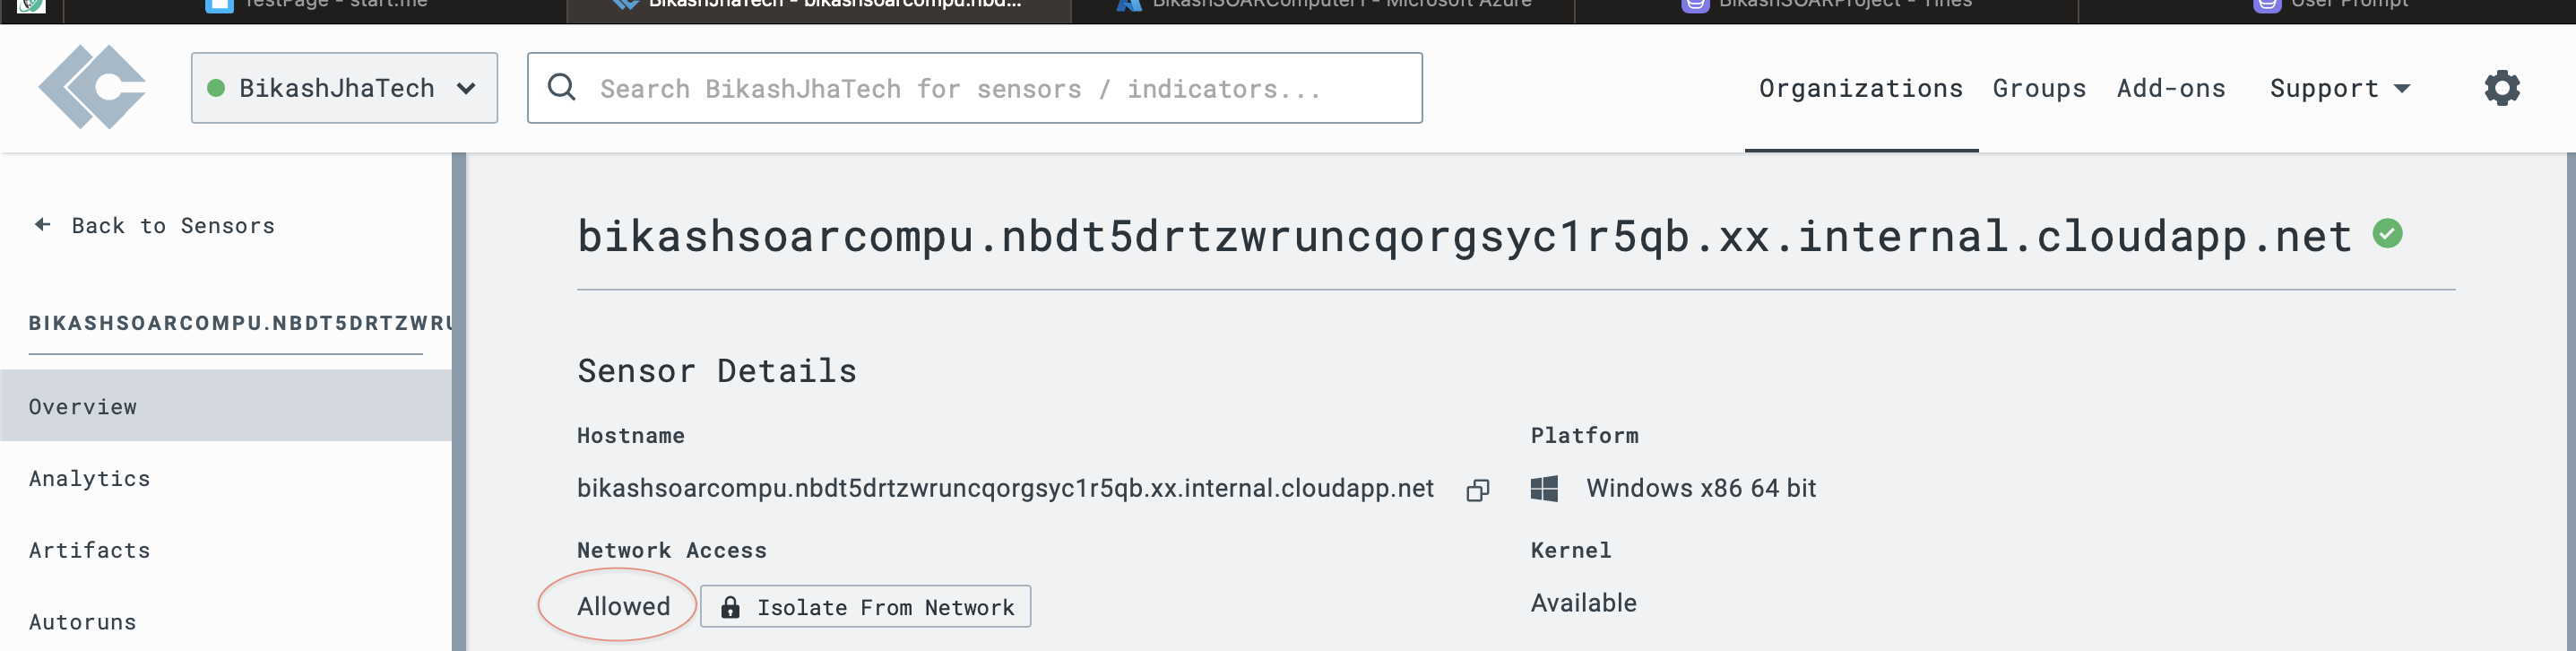 TestPage - start.me
BikashJhaTech - bikashsoarcompu.nbd...
BikashSOARComputer1 - Microsoft Azure
BikashSOARProject - Tines
User Prompt
BikashJhaTech
Search BikashJhaTech for sensors / indicators...
Organizations
Groups
Add-ons
Support
Back to Sensors
BIKASHSOARCOMPU.NBDT5DRTZWRU
Overview
Analytics
Artifacts
Autoruns
bikashsoarcompu.nbdt5drtzwruncqorgsyc1r5qb.xx.internal.cloudapp.net
Sensor Details
Hostname
bikashsoarcompu.nbdt5drtzwruncqorgsyc1r5qb.xx.internal.cloudapp.net
Platform
Windows x86 64 bit
Network Access
Allowed
Isolate From Network
Kernel
Available